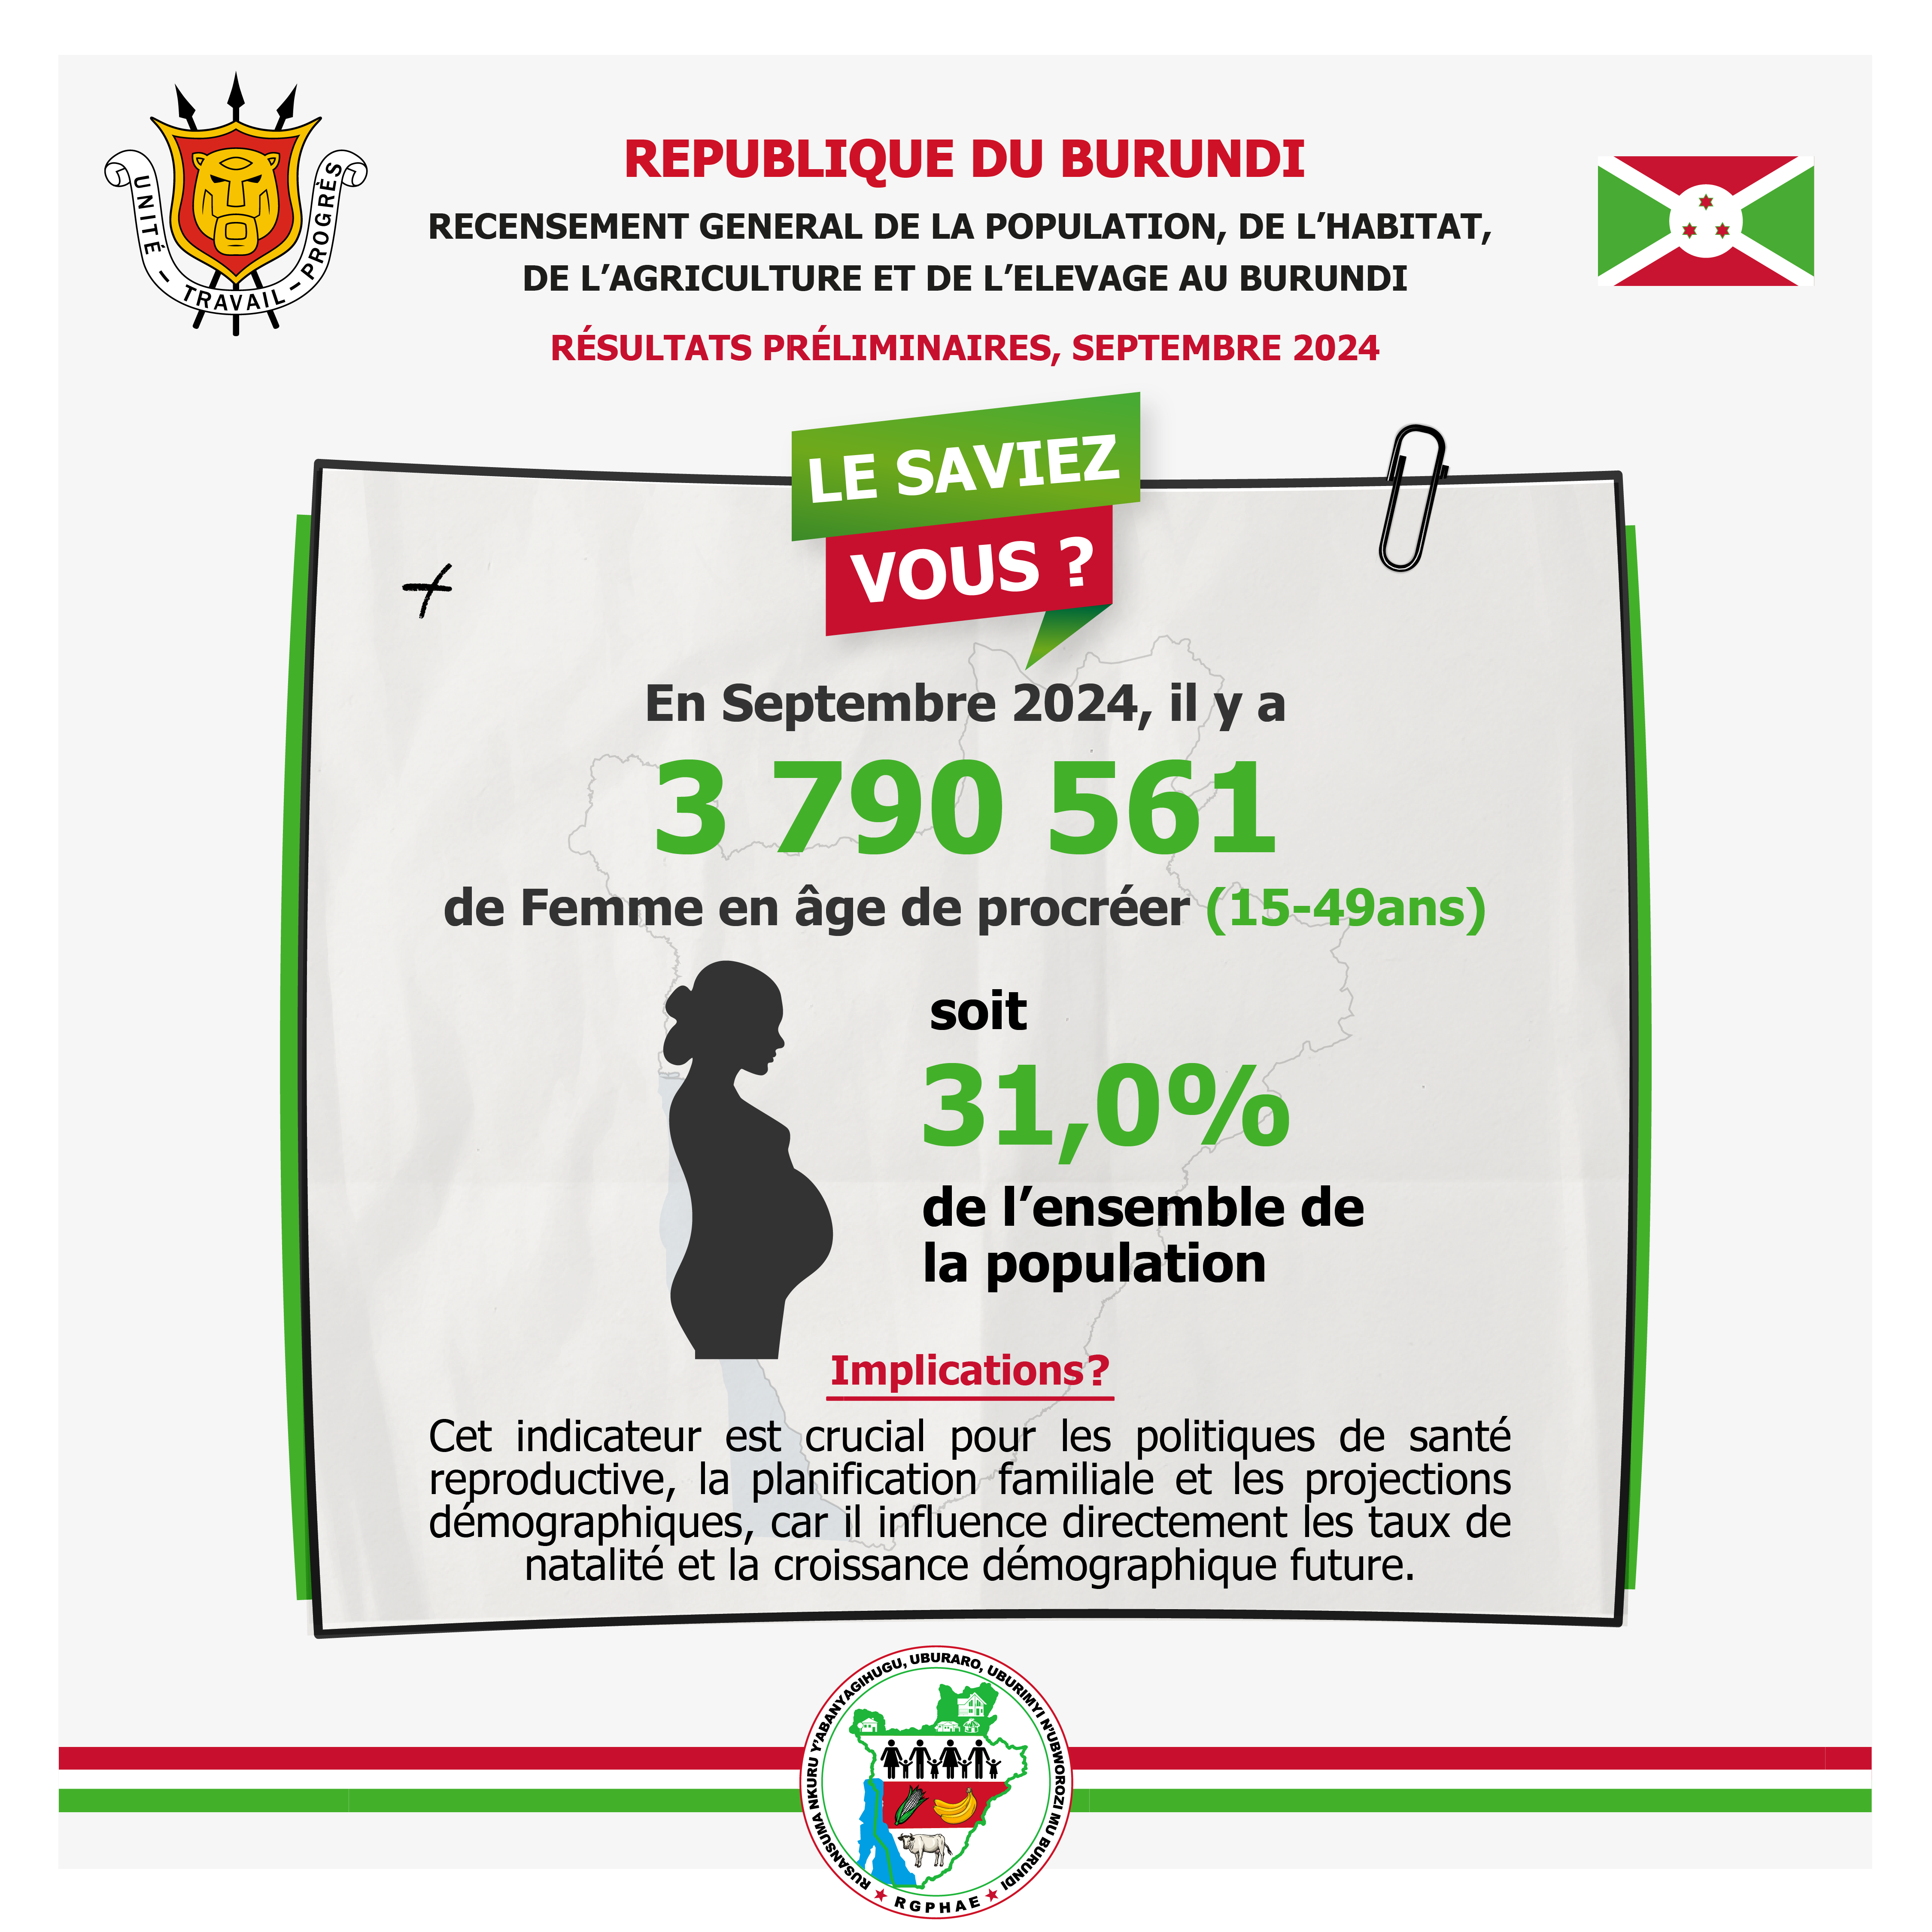 UNITÉ – TRAVAIL – PROGRÈS
REPUBLIQUE DU BURUNDI
RECENSEMENT GENERAL DE LA POPULATION, DE L’HABITAT,
DE L’AGRICULTURE ET DE L’ELEVAGE AU BURUNDI
RÉSULTATS PRÉLIMINAIRES, SEPTEMBRE 2024
LE SAVIEZ
VOUS ?
En Septembre 2024, il y a
3 790 561
de Femme en âge de procréer (15-49ans)
soit
31,0%
de l’ensemble de
la population
Implications?
Cet indicateur est crucial pour les politiques de santé
reproductive, la planification familiale et les projections
démographiques, car il influence directement les taux de
natalité et la croissance démographique future.
RUSANSUMA NKURU Y'ABANYAGIHUGU, UBURARO, UBURIMYI N'UBWOROZI MU BURUNDI
RGPHAE